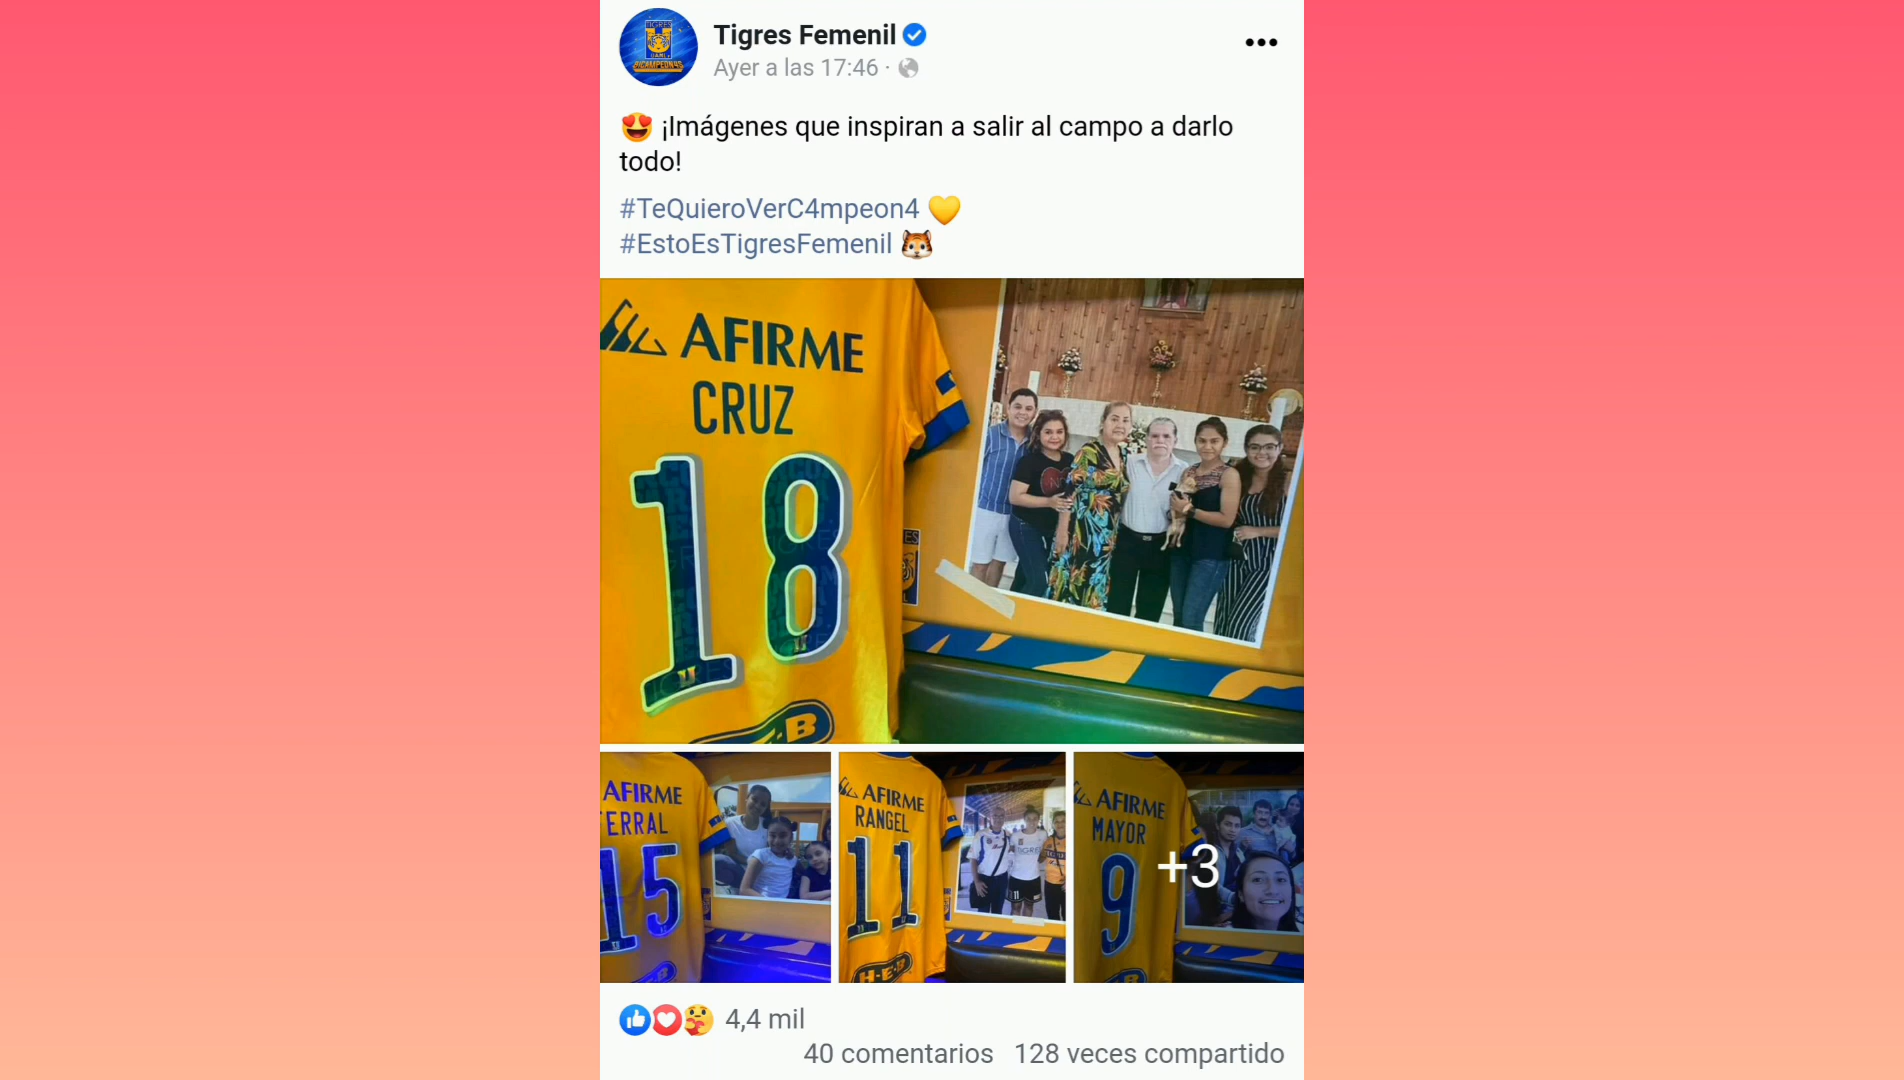 Tigres Femenil
Ayer a las 17:46 ·
¡Imágenes que inspiran a salir al campo a darlo
todo!
#TeQuieroVerC4mpeon4
#EstoEsTigresFemenil
AFIRME
CRUZ
18
AFIRME
ERRAL
15
AFIRME
RANGEL
11
H-E-B
AFIRME
MAYOR
9
+3
4,4 mil
40 comentarios 128 veces compartido